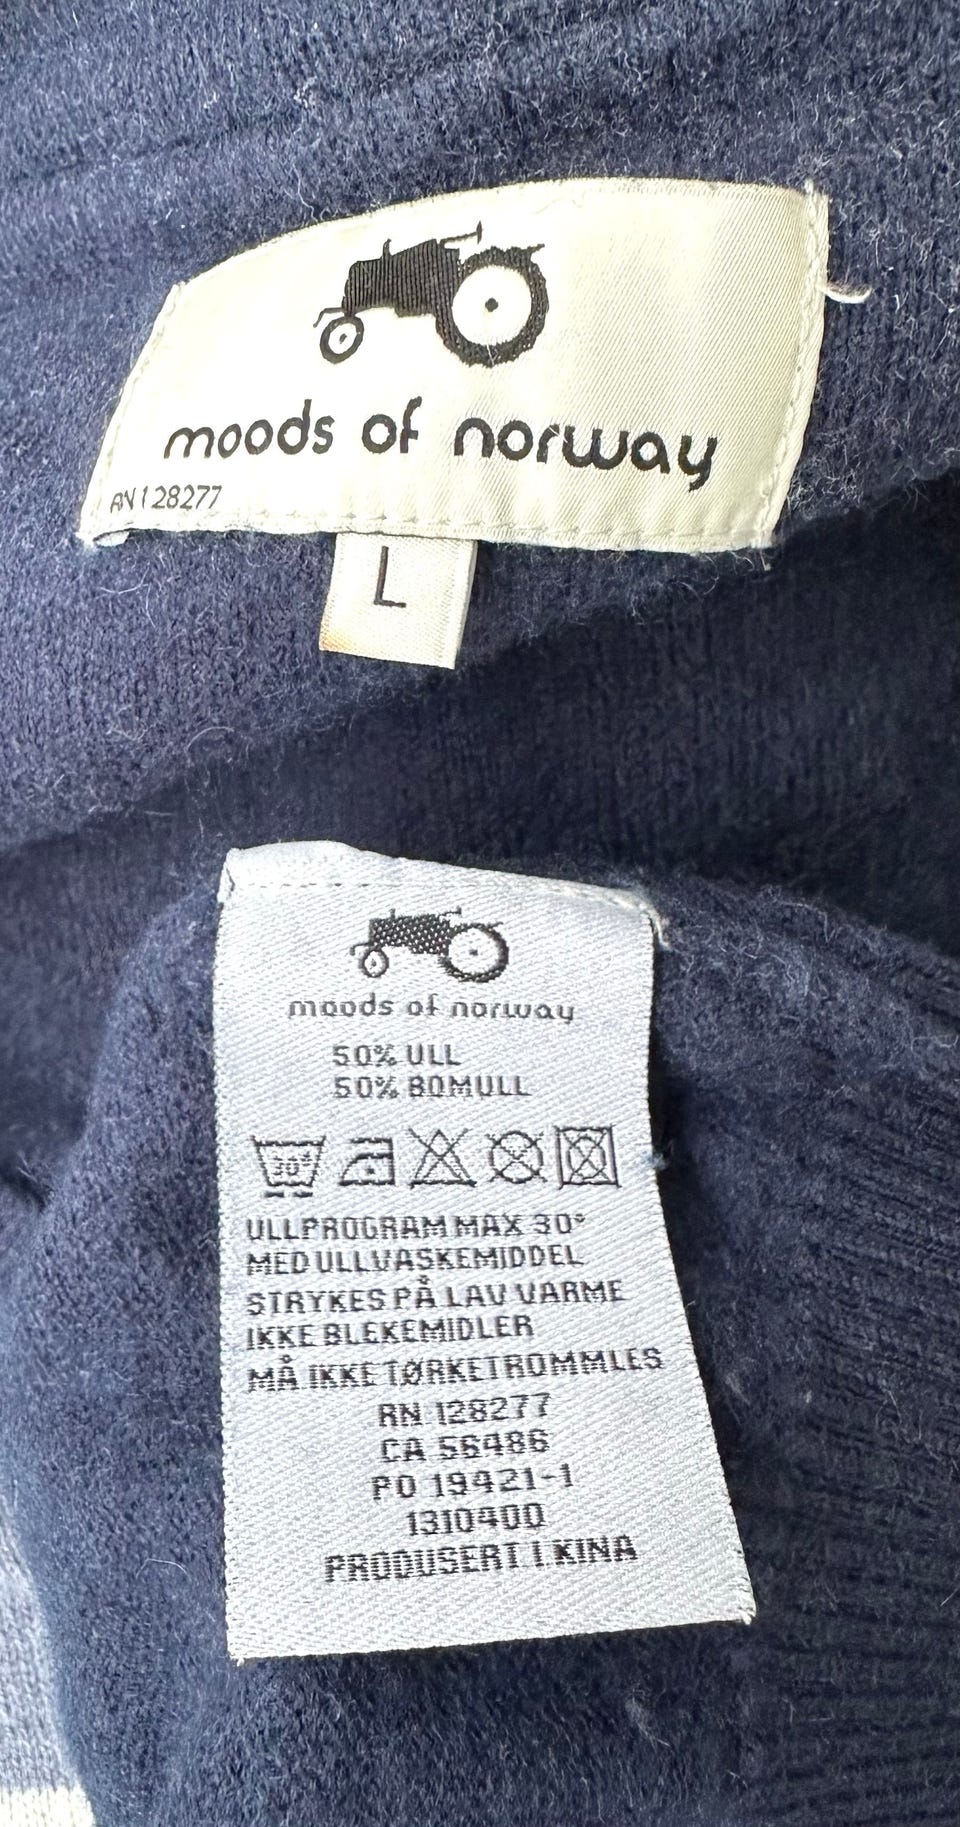 moods of norway
RN 128277
L
moods of norway
50% ULL
50% BOMULL
30°
ULLPROGRAM MAX 30°
MED ULLVASKEMIDDEL
STRYKES PÅ LAV VARME
IKKE BLEKEMIDLER
MÅ IKKE TØRKETROMMLES
RN 128277
CA 56486
PO 19421-1
1310400
PRODUSERT I KINA